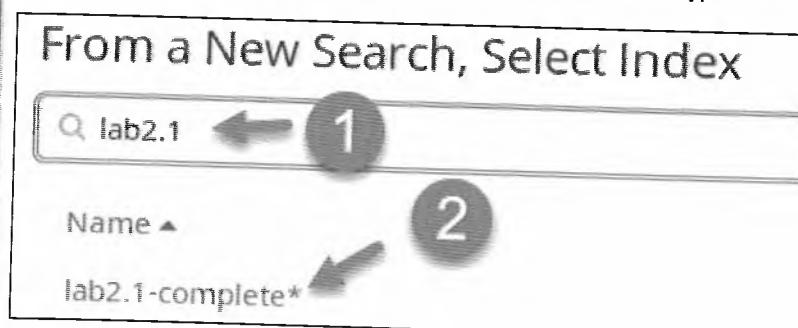 From a New Search, Select Index
lab2.1
1
Name ▲
2
lab2.1-complete*